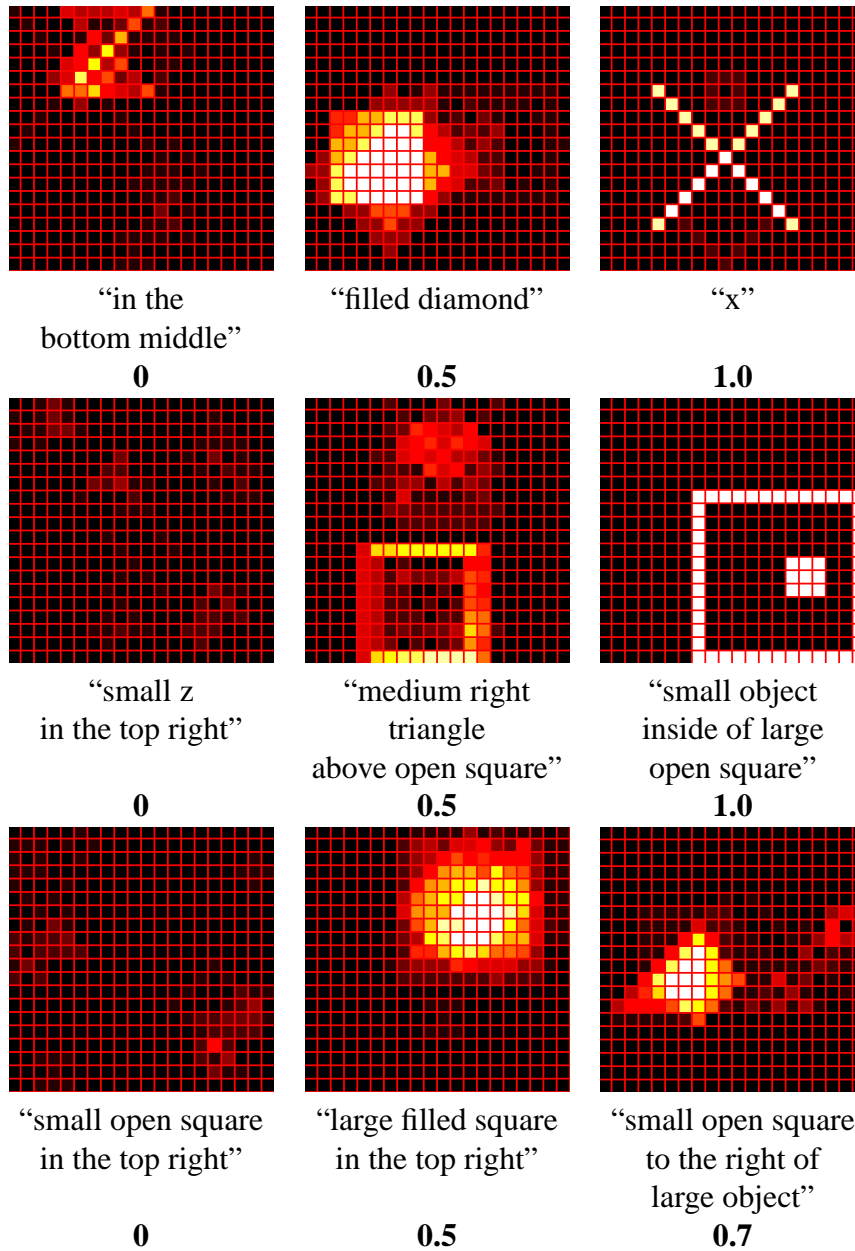 “in the
bottom middle”
0
“filled diamond”
0.5
“x”
1.0
“small z
in the top right”
0
“medium right
triangle
above open square”
0.5
“small object
inside of large
open square”
1.0
“small open square
in the top right”
0
“large filled square
in the top right”
0.5
“small open square
to the right of
large object”
0.7